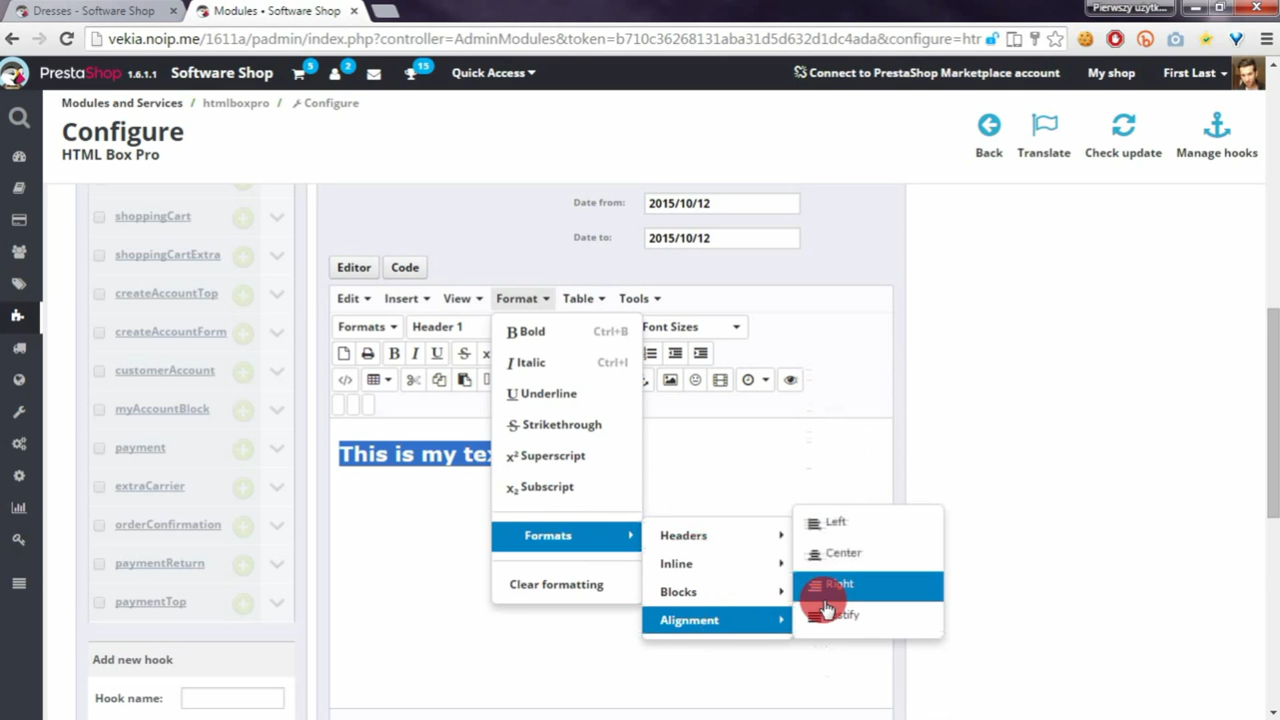 Dresses - Software Shop
Modules • Software Shop
Pierwszy użytk...
vekia.noip.me/1611a/padmin/index.php?controller=AdminModules&token=b710c36268131aba31d5d632d1dc4ada&configure=htr
PrestaShop 1.6.1.1 Software Shop 5 2 15 Quick Access
Connect to PrestaShop Marketplace account My shop First Last
Modules and Services / htmlboxpro / Configure
Configure
HTML Box Pro
Back Translate Check update Manage hooks
shoppingCart
shoppingCartExtra
createAccountTop
createAccountForm
customerAccount
myAccountBlock
payment
extraCarrier
orderConfirmation
paymentReturn
paymentTop
Add new hook
Hook name:
Date from: 2015/10/12
Date to: 2015/10/12
Editor Code
Edit Insert View Format Table Tools
Formats Header 1 Font Sizes
This is my te
Bold Ctrl+B
Italic Ctrl+I
Underline
Strikethrough
Superscript
Subscript
Formats
Clear formatting
Headers
Inline
Blocks
Alignment
Left
Center
Right